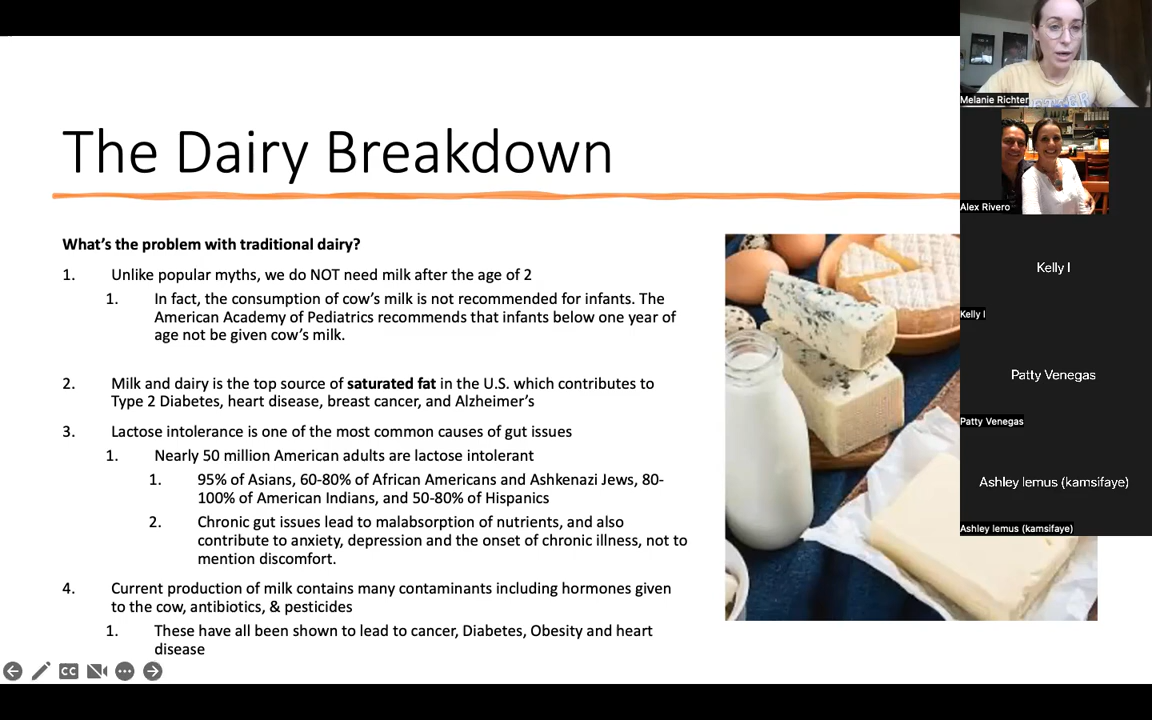 The Dairy Breakdown
What's the problem with traditional dairy?
1. Unlike popular myths, we do NOT need milk after the age of 2
1. In fact, the consumption of cow's milk is not recommended for infants. The
American Academy of Pediatrics recommends that infants below one year of
age not be given cow's milk.
2. Milk and dairy is the top source of saturated fat in the U.S. which contributes to
Type 2 Diabetes, heart disease, breast cancer, and Alzheimer's
3. Lactose intolerance is one of the most common causes of gut issues
1. Nearly 50 million American adults are lactose intolerant
1. 95% of Asians, 60-80% of African Americans and Ashkenazi Jews, 80-
100% of American Indians, and 50-80% of Hispanics
2. Chronic gut issues lead to malabsorption of nutrients, and also
contribute to anxiety, depression and the onset of chronic illness, not to
mention discomfort.
4. Current production of milk contains many contaminants including hormones given
to the cow, antibiotics, & pesticides
1. These have all been shown to lead to cancer, Diabetes, Obesity and heart
disease
CC
Melanie Richter
Alex Rivero
Kelly I
Kelly I
Patty Venegas
Patty Venegas
Ashley lemus (kamsifaye)
Ashley lemus (kamsifaye)